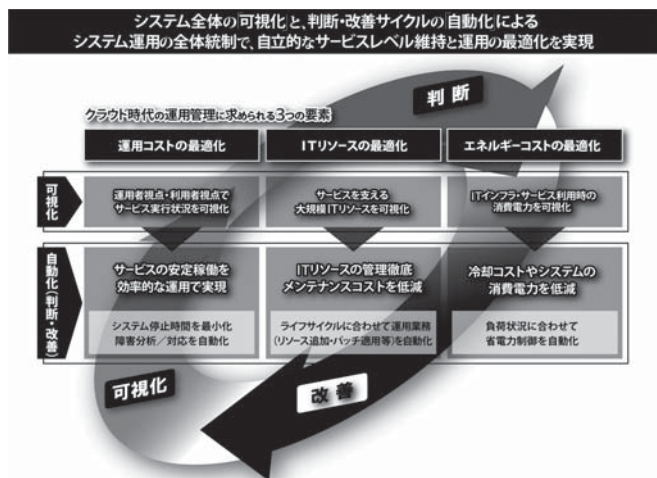 システム全体の「可視化」と、判断・改善サイクルの「自動化」による
システム運用の全体統制で、自立的なサービスレベル維持と運用の最適化を実現
判断
クラウド時代の運用管理に求められる3つの要素
運用コストの最適化
ITリソースの最適化
エネルギーコストの最適化
可視化
運用者視点・利用者視点で
サービス実行状況を可視化
サービスを支える
大規模ITリソースを可視化
ITインフラ・サービス利用時の
消費電力を可視化
自動化(判断・改善)
サービスの安定稼働を
効率的な運用で実現
システム停止時間を最小化
障害分析/対応を自動化
ITリソースの管理徹底
メンテナンスコストを低減
ライフサイクルに合わせて運用業務
(リソース追加・パッチ適用等)を自動化
冷却コストやシステムの
消費電力を低減
負荷状況に合わせて
省電力制御を自動化
可視化
改善